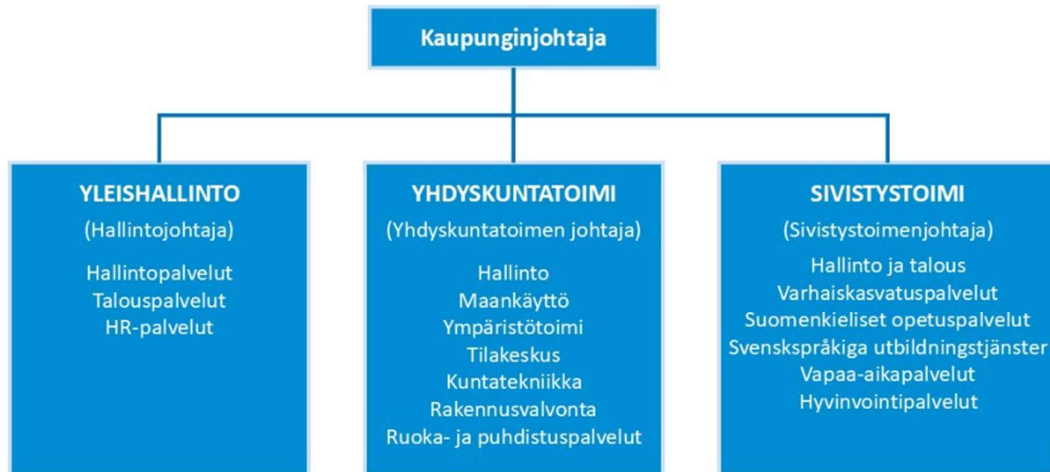 Kaupunginjohtaja
YLEISHALLINTO
(Hallintojohtaja)
Hallintopalvelut
Talouspalvelut
HR-palvelut
YHDYSKUNTATOIMI
(Yhdyskuntatoimen johtaja)
Hallinto
Maankäyttö
Ympäristötoimi
Tilakeskus
Kuntatekniikka
Rakennusvalvonta
Ruoka- ja puhdistuspalvelut
SIVISTYSTOIMI
(Sivistystoimenjohtaja)
Hallinto ja talous
Varhaiskasvatuspalvelut
Suomenkieliset opetuspalvelut
Svenskspråkiga utbildningstjänster
Vapaa-aikapalvelut
Hyvinvointipalvelut